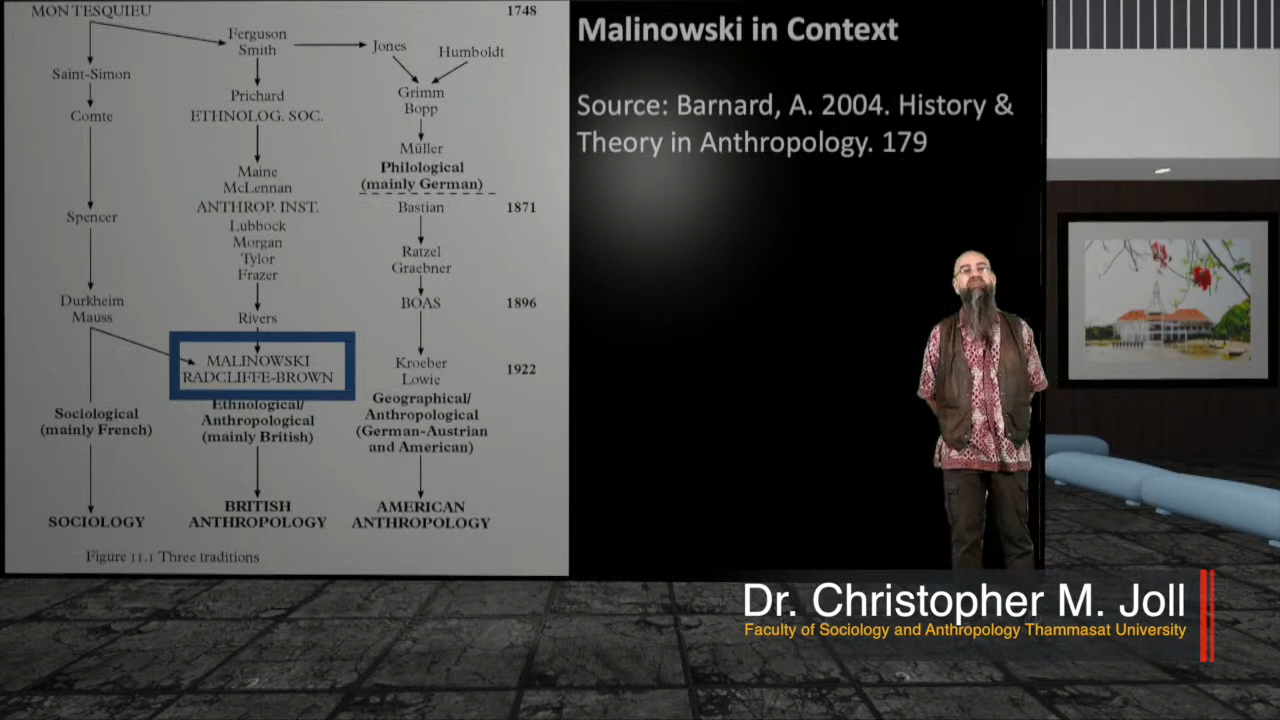 MONTESQUIEU
1748
Ferguson
Smith
Jones
Humboldt
Saint-Simon
Comte
Prichard
ETHNOLOG. SOC.
Grimm
Bopp
Müller
Philological
(mainly German)
Maine
McLennan
ANTHROP. INST.
Lubbock
Morgan
Tylor
Frazer
Spencer
Bastian
1871
Ratzel
Graebner
Durkheim
Mauss
Rivers
BOAS
1896
MALINOWSKI
RADCLIFFE-BROWN
Kroeber
Lowie
1922
Sociological
(mainly French)
Ethnological/
Anthropological
(mainly British)
Geographical/
Anthropological
(German-Austrian
and American)
SOCIOLOGY
BRITISH
ANTHROPOLOGY
AMERICAN
ANTHROPOLOGY
Figure 11.1 Three traditions
Malinowski in Context
Source: Barnard, A. 2004. History &
Theory in Anthropology. 179
Dr. Christopher M. Joll
Faculty of Sociology and Anthropology Thammasat University